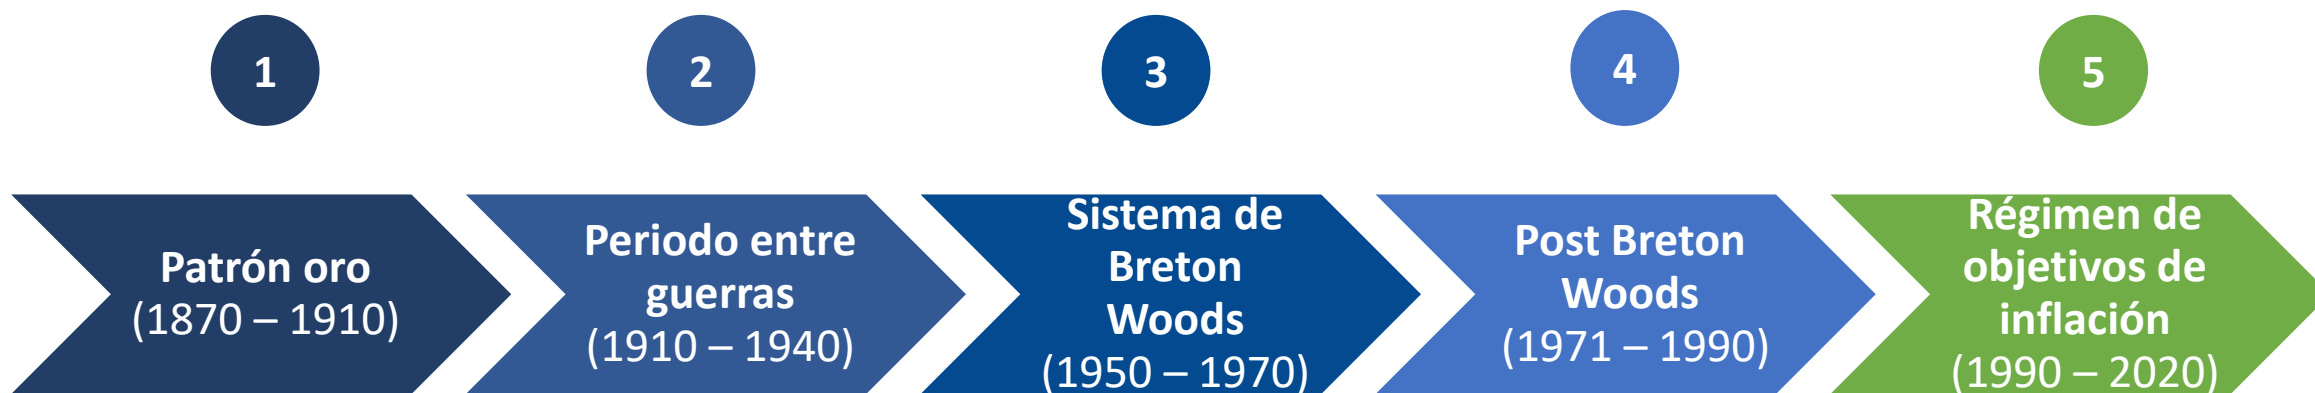 1
2
3
4
5
Patrón oro
(1870 – 1910)
Periodo entre
guerras
(1910 – 1940)
Sistema de
Breton
Woods
(1950 – 1970)
Post Breton
Woods
(1971 – 1990)
Régimen de
objetivos de
inflación
(1990 – 2020)